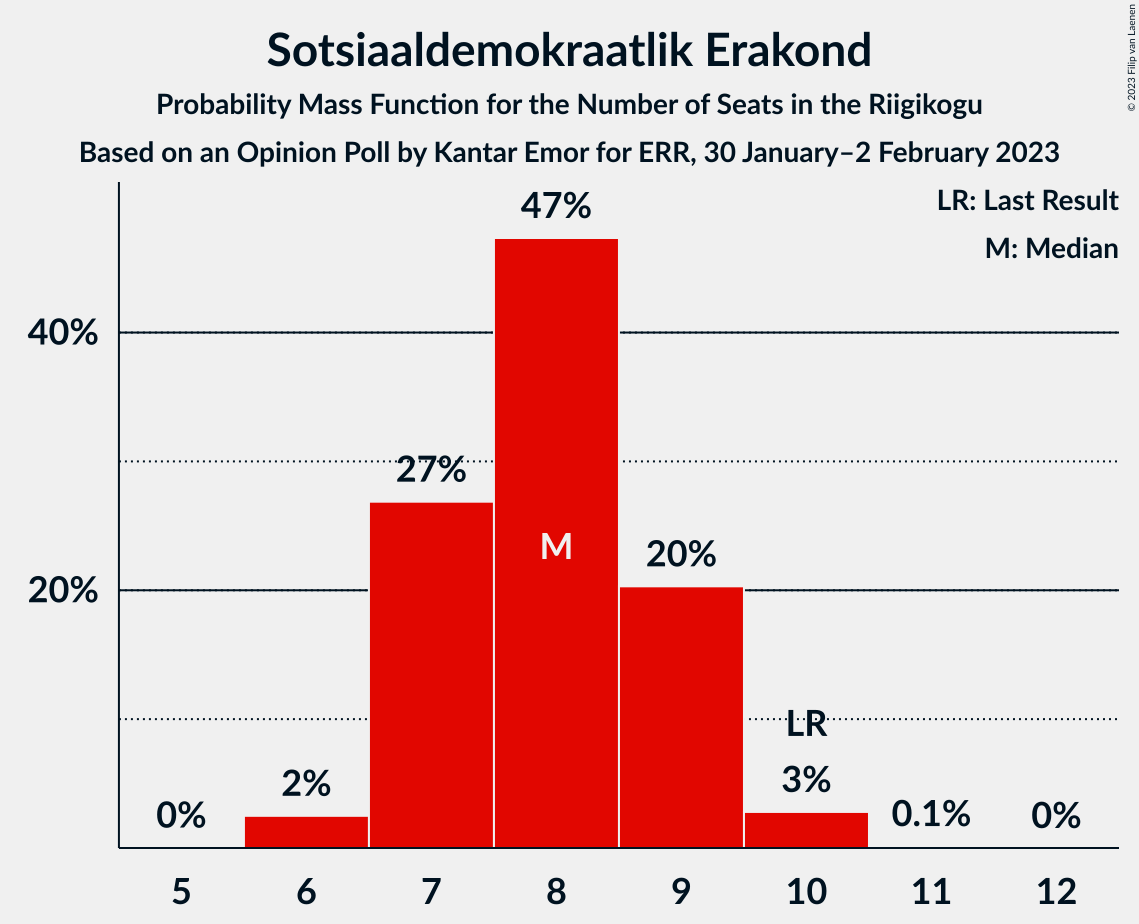 Sotsiaaldemokraatlik Erakond
Probability Mass Function for the Number of Seats in the Riigikogu
Based on an Opinion Poll by Kantar Emor for ERR, 30 January–2 February 2023
© 2023 Filip van Laenen
LR: Last Result
M: Median
40%
20%
0%
2%
27%
47%
M
20%
LR
3%
0.1%
0%
5 6 7 8 9 10 11 12